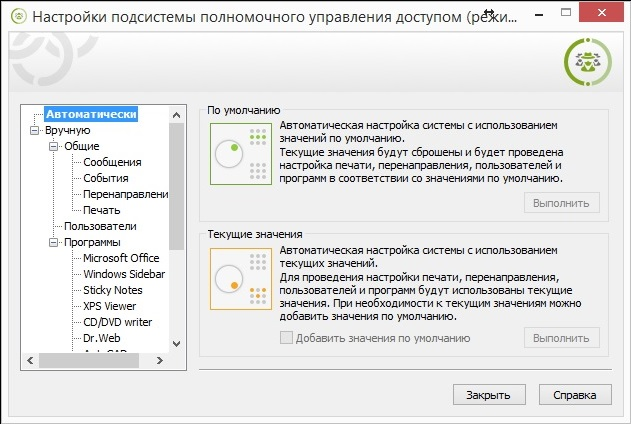 Настройки подсистемы полномочного управления доступом (режи...
Автоматически
Вручную
Общие
Сообщения
События
Перенаправлени
Печать
Пользователи
Программы
Microsoft Office
Windows Sidebar
Sticky Notes
XPS Viewer
CD/DVD writer
Dr.Web
AutoCAD
По умолчанию
Автоматическая настройка системы с использованием
значений по умолчанию.
Текущие значения будут сброшены и будет проведена
настройка печати, перенаправления, пользователей и
программ в соответствии со значениями по умолчанию.
Выполнить
Текущие значения
Автоматическая настройка системы с использованием
текущих значений.
Для проведения настройки печати, перенаправления,
пользователей и программ будут использованы текущие
значения. При необходимости к текущим значениям можно
добавить значения по умолчанию.
Добавить значения по умолчанию
Выполнить
Закрыть
Справка